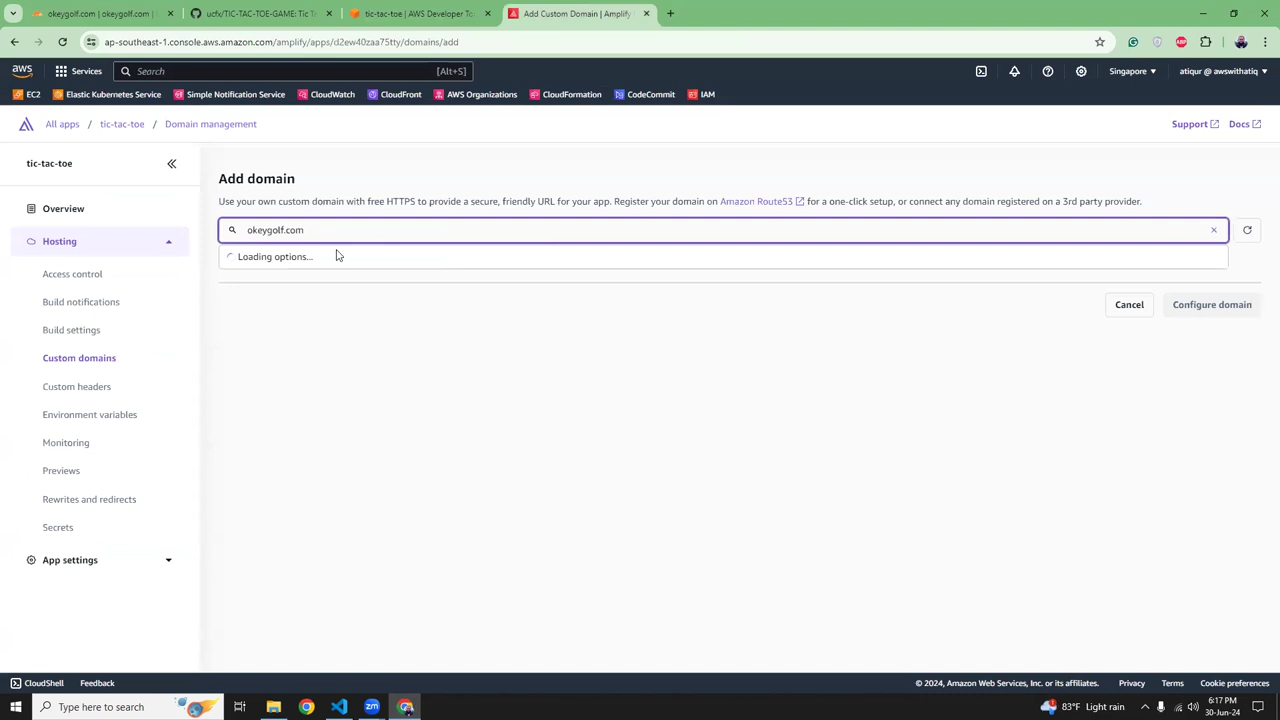 okeygolf.com | okeygolf.com |
ucfx/TIC-TAC-TOE-GAME: Tic Ta
tic-tac-toe | AWS Developer To
Add Custom Domain | Amplify
ap-southeast-1.console.aws.amazon.com/amplify/apps/d2ew40zaa75tty/domains/add
aws
Services
Search
[Alt+S]
Singapore
atiqur @ awswithatiq
EC2
Elastic Kubernetes Service
Simple Notification Service
CloudWatch
CloudFront
AWS Organizations
CloudFormation
CodeCommit
IAM
All apps / tic-tac-toe / Domain management
Support
Docs
tic-tac-toe
Overview
Hosting
Access control
Build notifications
Build settings
Custom domains
Custom headers
Environment variables
Monitoring
Previews
Rewrites and redirects
Secrets
App settings
Add domain
Use your own custom domain with free HTTPS to provide a secure, friendly URL for your app. Register your domain on Amazon Route53 for a one-click setup, or connect any domain registered on a 3rd party provider.
okeygolf.com
Loading options...
Cancel
Configure domain
CloudShell
Feedback
© 2024, Amazon Web Services, Inc. or its affiliates.
Privacy
Terms
Cookie preferences
Type here to search
83°F Light rain
6:17 PM
30-Jun-24